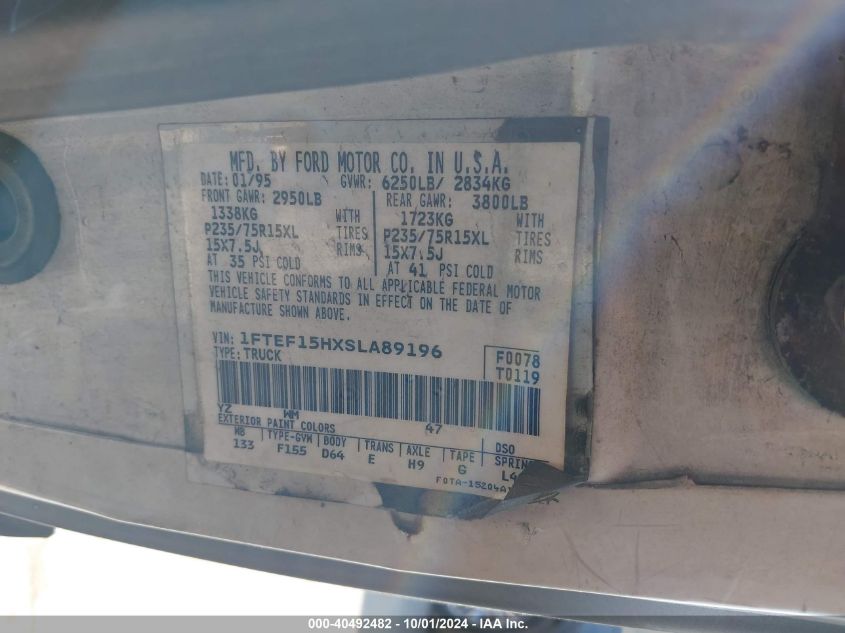 MFD. BY FORD MOTOR CO. IN U.S.A.
DATE: 01/95 GVWR: 6250LB/ 2834KG
FRONT GAWR: 2950LB REAR GAWR: 3800LB
1338KG WITH 1723KG WITH
P235/75R15XL TIRES P235/75R15XL TIRES
15X7.5J RIMS 15X7.5J RIMS
AT 35 PSI COLD AT 41 PSI COLD
THIS VEHICLE CONFORMS TO ALL APPLICABLE FEDERAL MOTOR
VEHICLE SAFETY STANDARDS IN EFFECT ON THE DATE OF
MANUFACTURE SHOWN ABOVE.
VIN: 1FTEF15HXSLA89196 F0078
TYPE: TRUCK T0119
YZ WM 47
EXTERIOR PAINT COLORS DSO
WB TYPE-GVM BODY TRANS AXLE TAPE SPRING
133 F155 D64 E H9 G
000-40492482 - 10/01/2024 - IAA Inc.